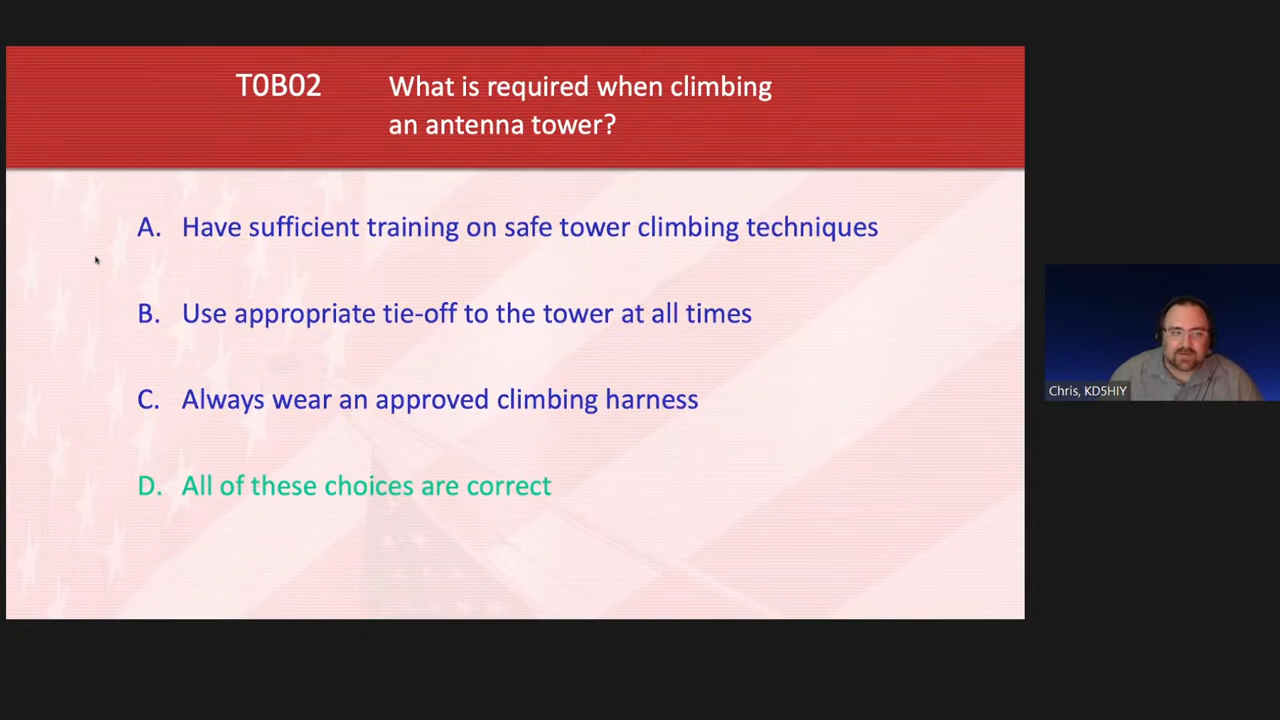 T0B02
What is required when climbing
an antenna tower?
A. Have sufficient training on safe tower climbing techniques
B. Use appropriate tie-off to the tower at all times
C. Always wear an approved climbing harness
D. All of these choices are correct
Chris, KD5HIY